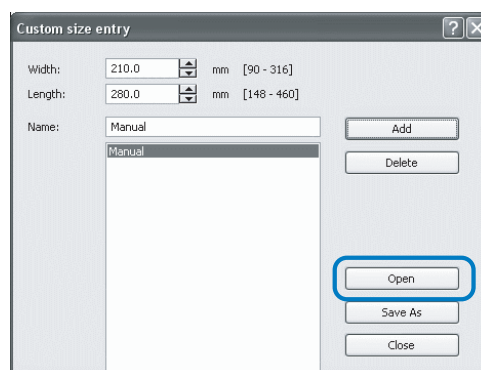 Custom size entry
Width: 210.0 mm [90 - 316]
Length: 280.0 mm [148 - 460]
Name: Manual Add
Manual
Delete
Open
Save As
Close